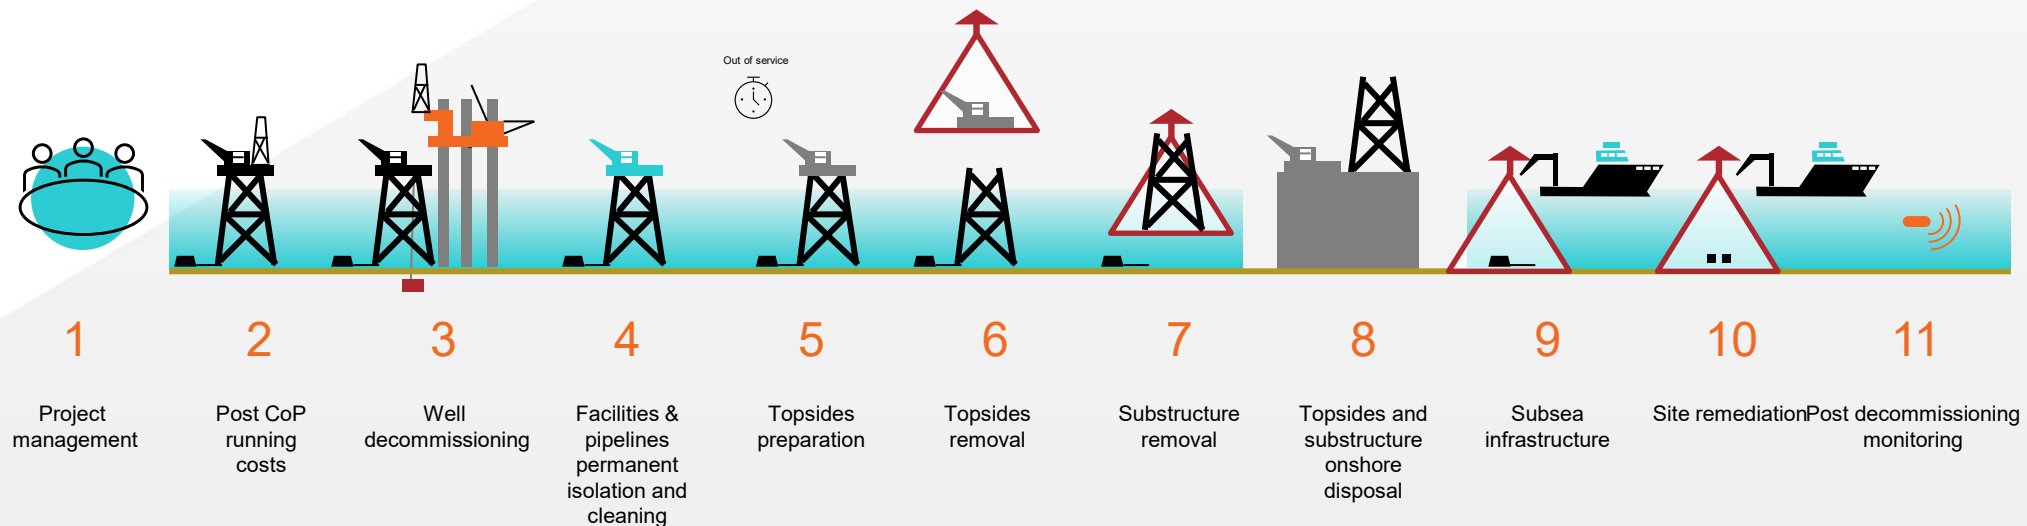 Out of service
1
Project
management
2
Post CoP
running
costs
3
Well
decommissioning
4
Facilities &
pipelines
permanent
isolation and
cleaning
5
Topsides
preparation
6
Topsides
removal
7
Substructure
removal
8
Topsides and
substructure
onshore
disposal
9
Subsea
infrastructure
10
Site remediation
11
Post decommissioning
monitoring